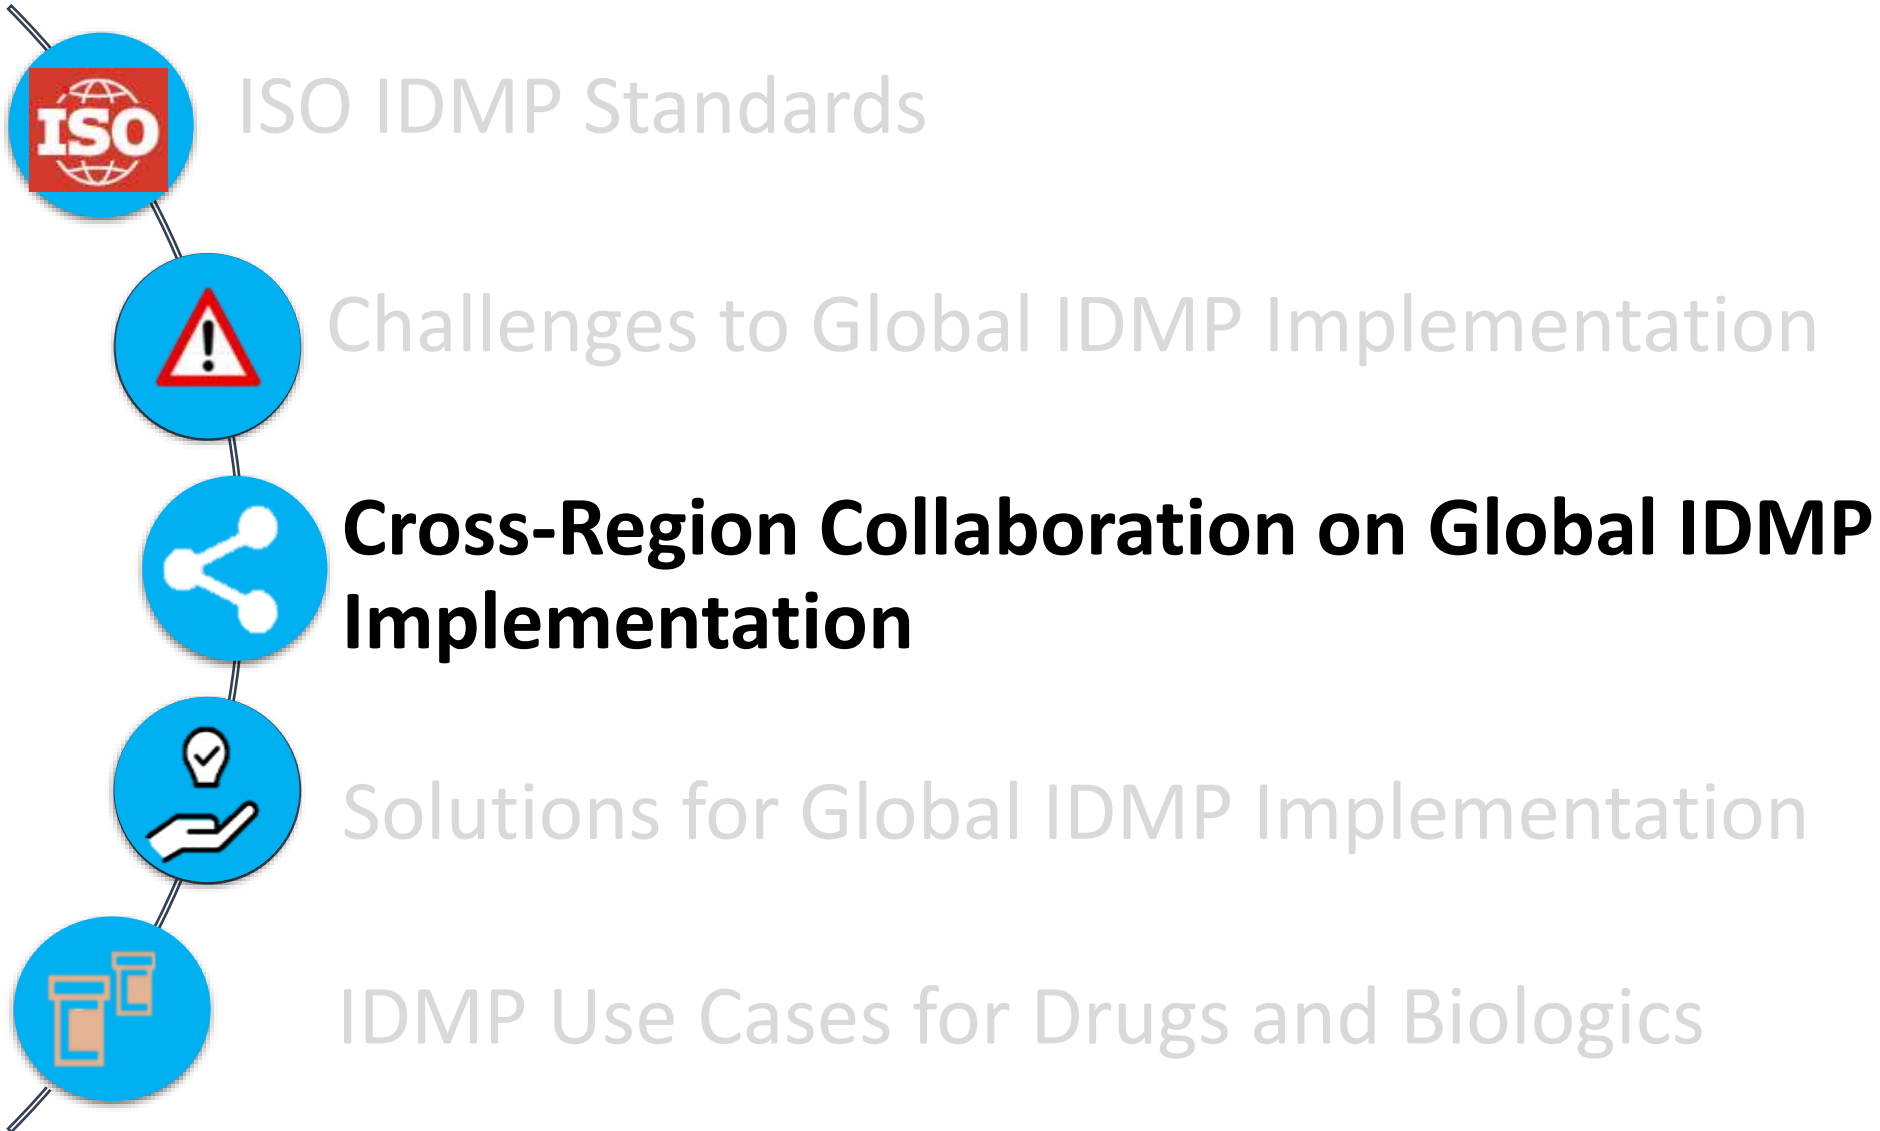 ISO
ISO IDMP Standards
Challenges to Global IDMP Implementation
Cross-Region Collaboration on Global IDMP
Implementation
Solutions for Global IDMP Implementation
IDMP Use Cases for Drugs and Biologics